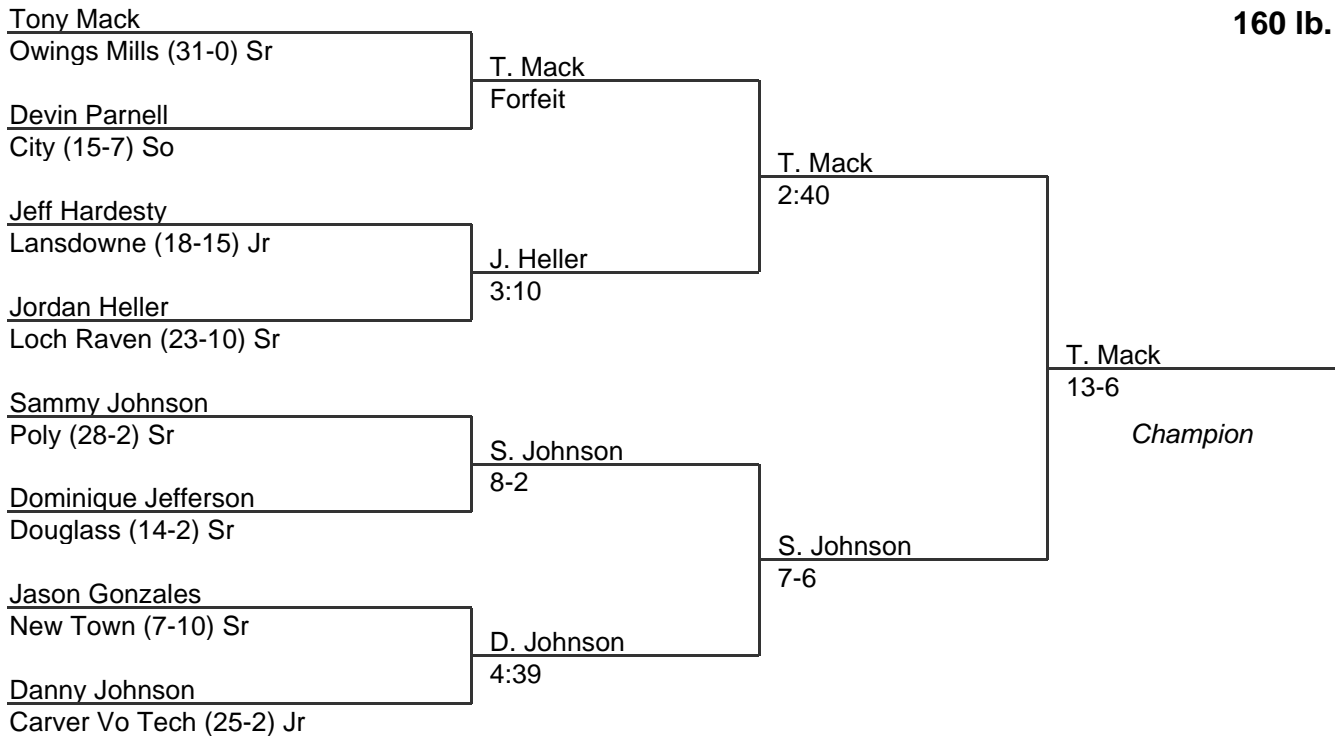 160 lb.
Tony Mack
Owings Mills (31-0) Sr
Devin Parnell
City (15-7) So
Jeff Hardesty
Lansdowne (18-15) Jr
Jordan Heller
Loch Raven (23-10) Sr
Sammy Johnson
Poly (28-2) Sr
Dominique Jefferson
Douglass (14-2) Sr
Jason Gonzales
New Town (7-10) Sr
Danny Johnson
Carver Vo Tech (25-2) Jr
T. Mack
Forfeit
J. Heller
3:10
S. Johnson
8-2
D. Johnson
4:39
T. Mack
2:40
S. Johnson
7-6
T. Mack
13-6
Champion